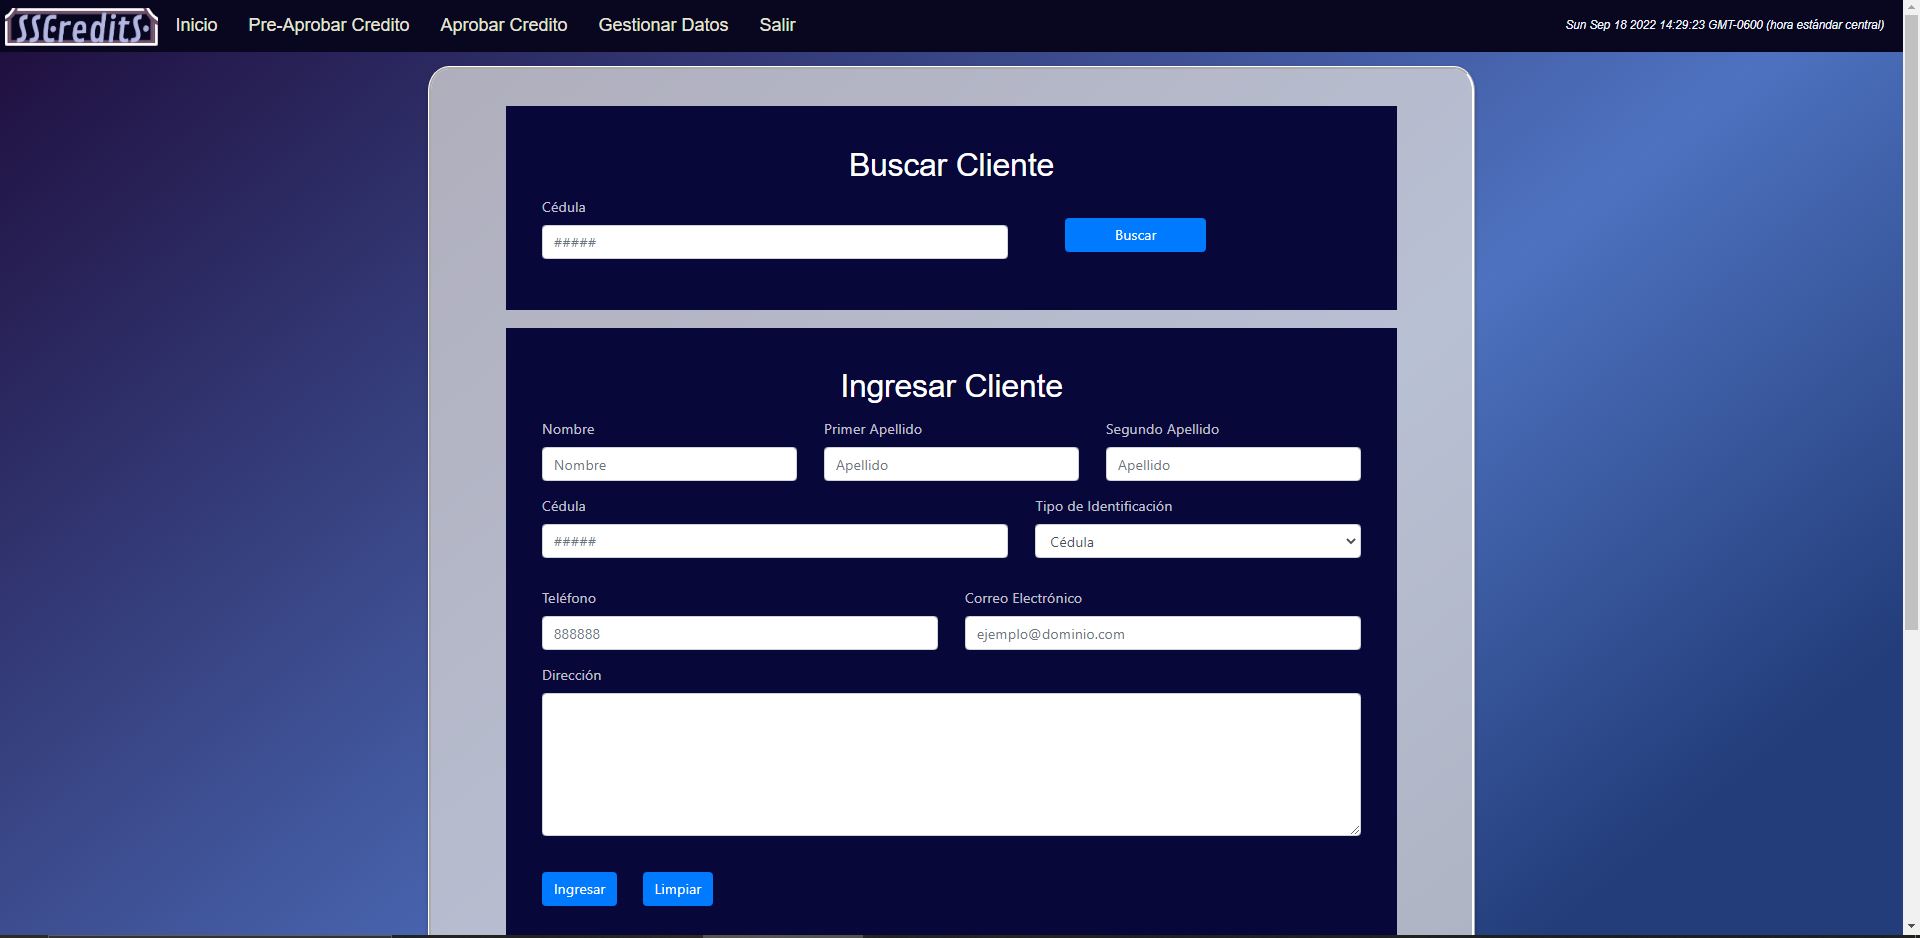 SSCreditS Inicio Pre-Aprobar Credito Aprobar Credito Gestionar Datos Salir Sun Sep 18 2022 14:29:23 GMT-0600 (hora estándar central)
Buscar Cliente
Cédula
##### Buscar
Ingresar Cliente
Nombre Primer Apellido Segundo Apellido
Nombre Apellido Apellido
Cédula Tipo de Identificación
##### Cédula
Teléfono Correo Electrónico
888888 ejemplo@dominio.com
Dirección
Ingresar Limpiar